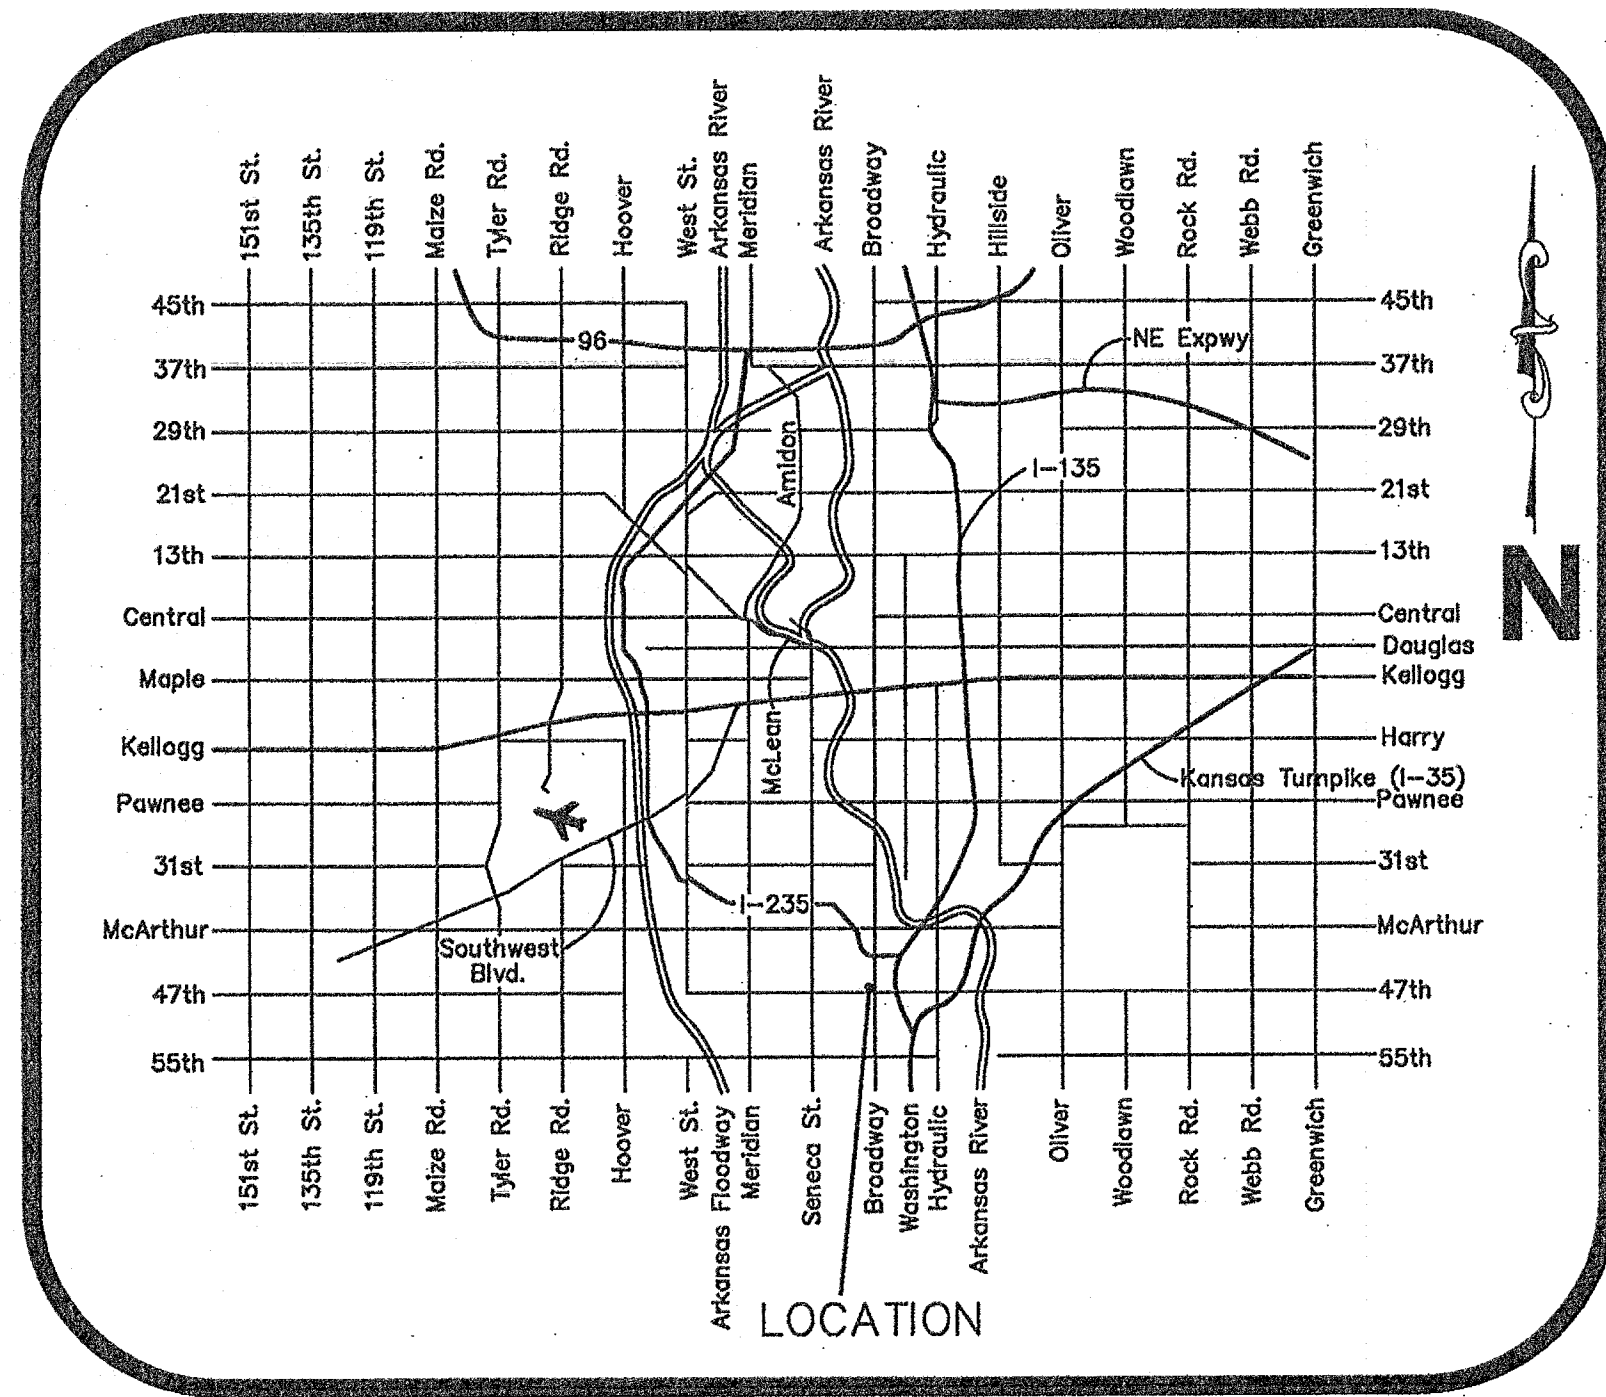 151st St.
135th St.
119th St.
Maize Rd.
Tyler Rd.
Ridge Rd.
Hoover
West St.
Arkansas River
Meridian
Arkansas River
Broadway
Hydraulic
Hillside
Oliver
Woodlawn
Rock Rd.
Webb Rd.
Greenwich
45th
45th
96
NE Expwy
37th
37th
29th
29th
Amidon
I-135
21st
21st
13th
13th
Central
Central
Douglas
Maple
Kellogg
McLean
Kellogg
Harry
Kansas Turnpike (I-35)
Pawnee
Pawnee
31st
31st
I-235
McArthur
McArthur
Southwest
Blvd.
47th
47th
55th
55th
151st St.
135th St.
119th St.
Maize Rd.
Tyler Rd.
Ridge Rd.
Hoover
West St.
Arkansas Floodway
Meridian
Seneca St.
Broadway
Washington
Hydraulic
Arkansas River
Oliver
Woodlawn
Rock Rd.
Webb Rd.
Greenwich
LOCATION
N